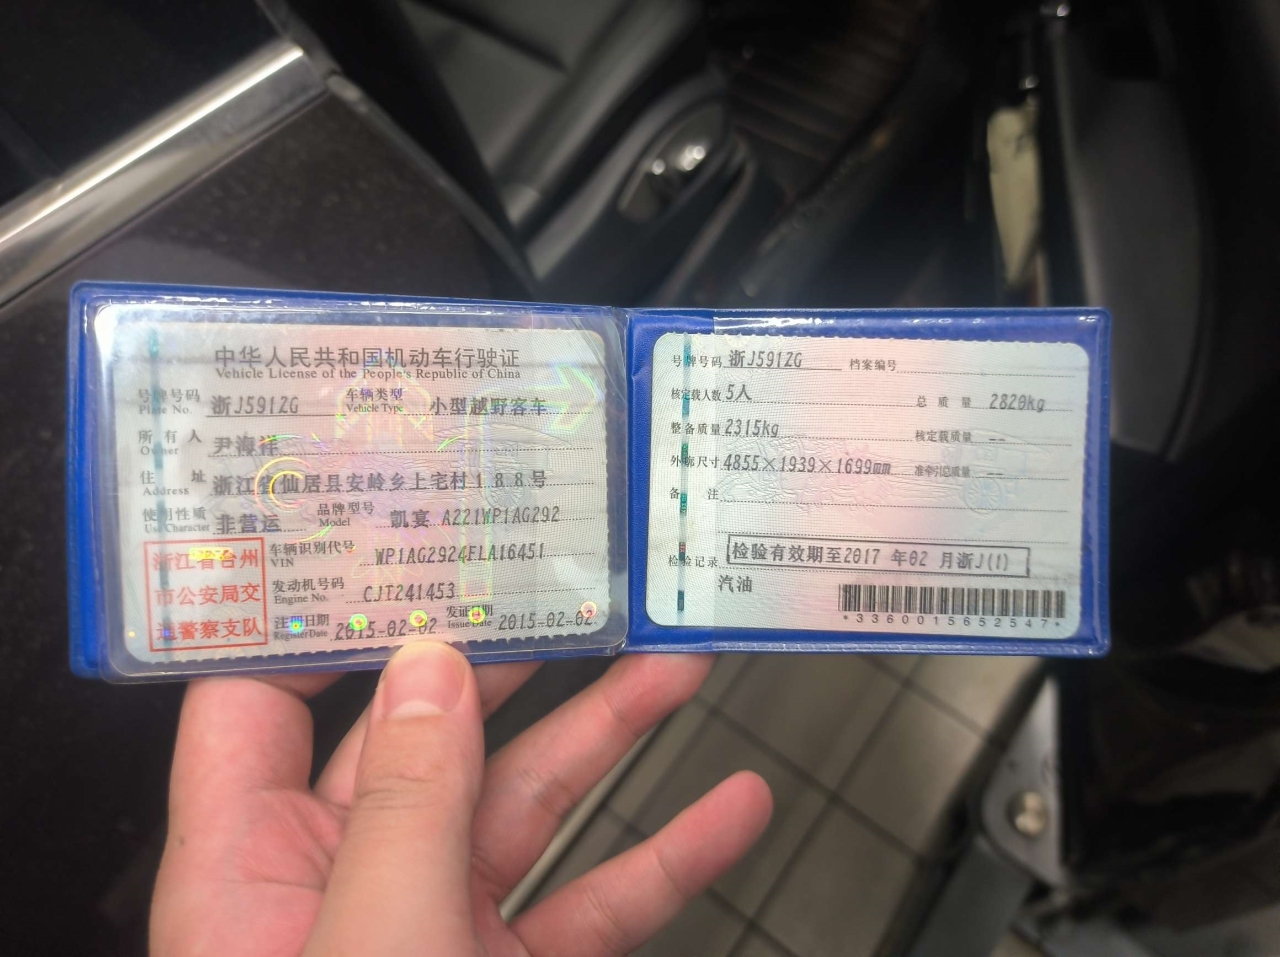 中华人民共和国机动车行驶证
Vehicle License of the People's Republic of China
号牌号码 浙J591ZG 车辆类型 小型越野客车
Plate No. Vehicle Type
所有人 尹海
Owner
住址 浙江省仙居县安岭乡上宅村188号
Address
使用性质 非营运 品牌型号 凯宴 A221WP1AG292
Use Character Model
车辆识别代号 WP1AG2924FLA16451
VIN
发动机号码 CJT241453
Engine No.
注册日期 2015-02-02 发证日期 2015-02-02
Register Date Issue Date
浙江省台州
市公安局交
通警察支队
号牌号码 浙J591ZG 档案编号
核定载人数 5人 总质量 2820kg
整备质量 2315kg 核定载质量 --
外廓尺寸 4855×1939×1699mm 准牵引总质量 --
备注
检验记录 检验有效期至2017年02月浙J(1)
汽油
*3360015652547*